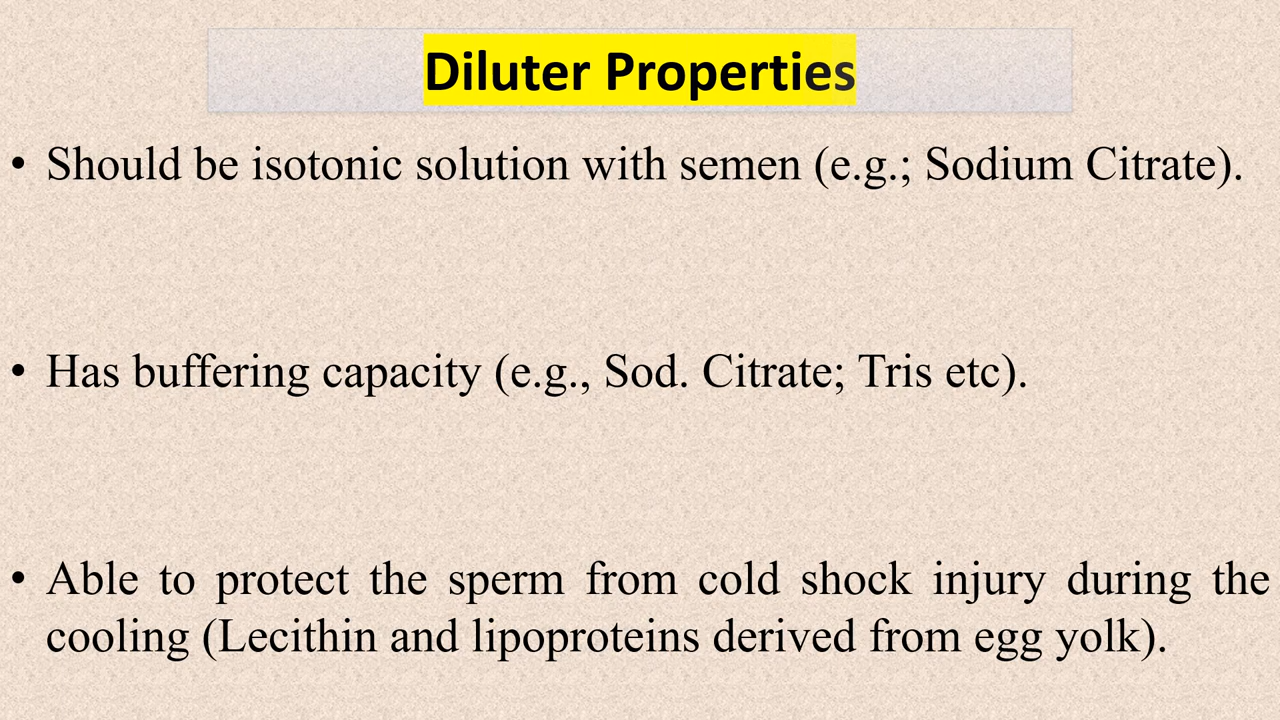 Diluter Properties
• Should be isotonic solution with semen (e.g.; Sodium Citrate).
• Has buffering capacity (e.g., Sod. Citrate; Tris etc).
• Able to protect the sperm from cold shock injury during the
cooling (Lecithin and lipoproteins derived from egg yolk).